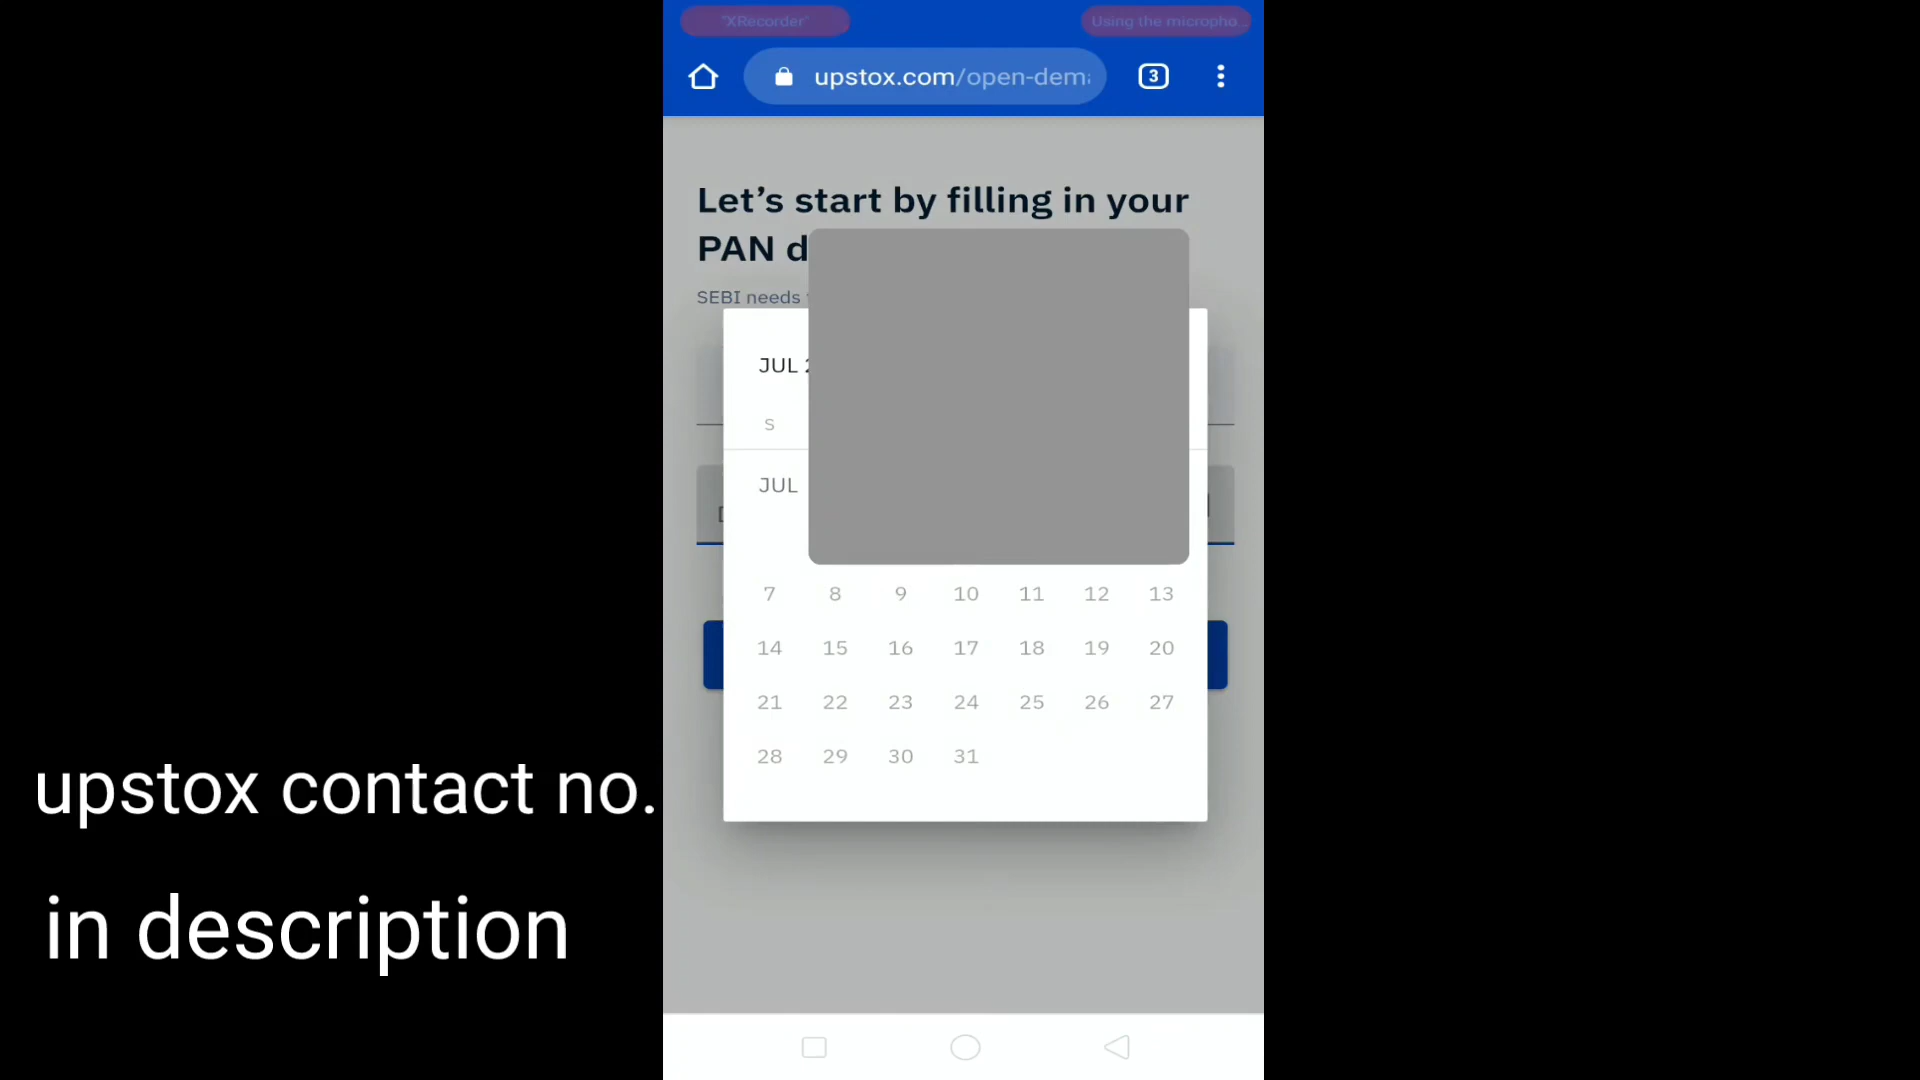 "XRecorder" Using the micropho...
upstox.com/open-dem
3
Let's start by filling in your
PAN
SEBI needs
JUL
S
JUL
7 8 9 10 11 12 13
14 15 16 17 18 19 20
21 22 23 24 25 26 27
28 29 30 31
upstox contact no.
in description